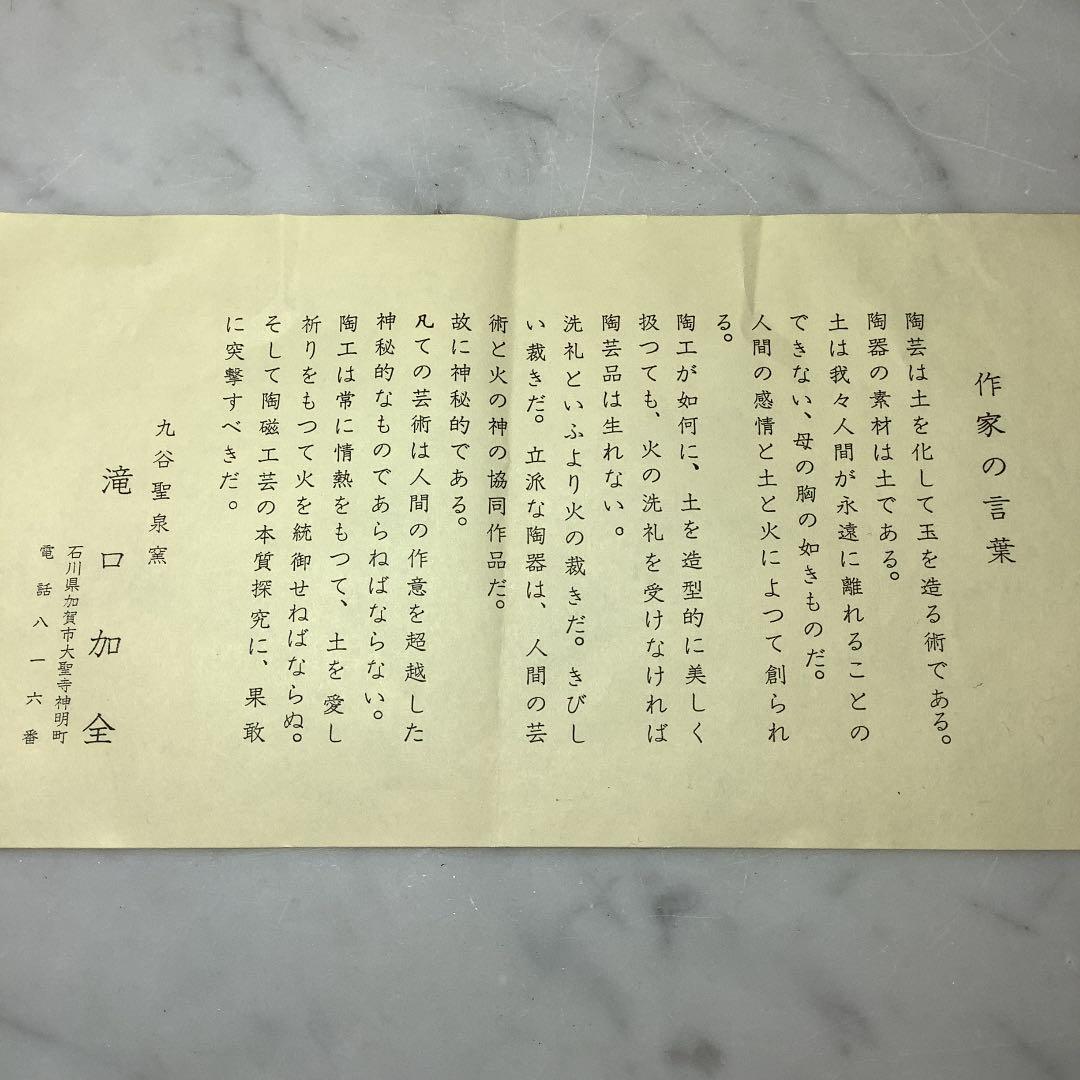 作家の言葉
陶芸は土を化して玉を造る術である。
陶器の素材は土である。
土は我々人間が永遠に離れることの
できない、母の胸の如きものだ。
人間の感情と土と火によつて創られ
る。
陶工が如何に、土を造型的に美しく
扱つても、火の洗礼を受けなければ
陶芸品は生れない。
洗礼といふより火の裁きだ。きびし
い裁きだ。立派な陶器は、人間の芸
術と火の神の協同作品だ。
故に神秘的である。
凡ての芸術は人間の作意を超越した
神秘的なものであらねばならない。
陶工は常に情熱をもつて、土を愛し
祈りをもつて火を統御せねばならぬ。
そして陶磁工芸の本質探究に、果敢
に突撃すべきだ。
九谷聖泉窯
滝口加全
石川県加賀市大聖寺神明町
電話八一六番